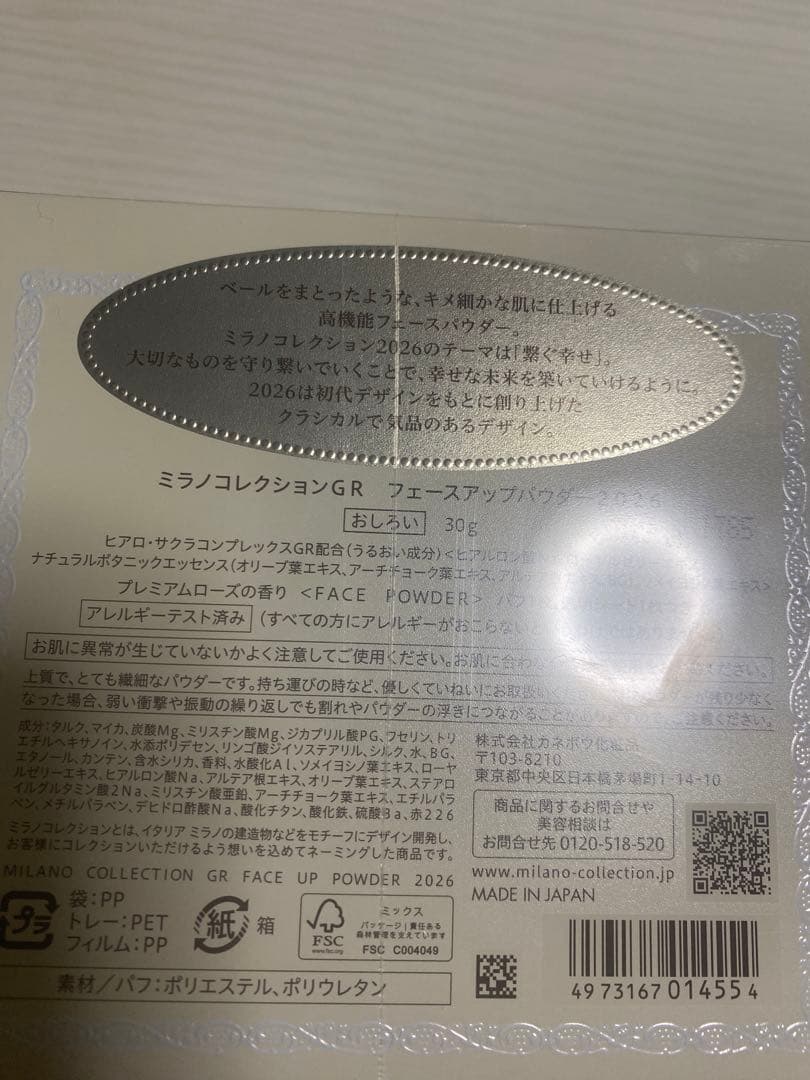 ベールをまとったような、キメ細かな肌に仕上げる
高機能フェースパウダー。
ミラノコレクション2026のテーマは「繋ぐ幸せ」。
大切なものを守り繋いでいくことで、幸せな未来を築いていけるように。
2026は初代デザインをもとに創り上げた
クラシカルで気品のあるデザイン。
ミラノコレクションGR フェースアップパウダー2026
おしろい 30g
ヒアロ・サクラコンプレックスGR配合(うるおい成分)<ヒアルロン酸
ナチュラルボタニックエッセンス(オリーブ葉エキス、アーチチョーク葉エキス、アルテ
プレミアムローズの香り <FACE POWDER> パフ
アレルギーテスト済み (すべての方にアレルギーがおこらない
お肌に異常が生じていないかよく注意してご使用ください。お肌に合わな ください。
上質で、とても繊細なパウダーです。持ち運びの時など、優しくていねいにお取扱い が残り少なく
なった場合、弱い衝撃や振動の繰り返しでも割れやパウダーの浮きにつながることが ご注意ください。
成分:タルク、マイカ、炭酸Mg、ミリスチン酸Mg、ジカプリル酸PG、ワセリン、トリ
エチルヘキサノイン、水添ポリデセン、リンゴ酸ジイソステアリル、シルク、水、BG、
エタノール、カンテン、含水シリカ、香料、水酸化Al、ソメイヨシノ葉エキス、ローヤ
ルゼリーエキス、ヒアルロン酸Na、アルテア根エキス、オリーブ葉エキス、ステアロ
イルグルタミン酸2Na、ミリスチン酸亜鉛、アーチチョーク葉エキス、エチルパラ
ベン、メチルパラベン、デヒドロ酢酸Na、酸化チタン、酸化鉄、硫酸Ba、赤226
株式会社カネボウ化粧品
〒103-8210
東京都中央区日本橋茅場町1-14-10
商品に関するお問合せや
美容相談は
お問合せ先 0120-518-520
www.milano-collection.jp
MADE IN JAPAN
ミラノコレクションとは、イタリア ミラノの建造物などをモチーフにデザイン開発し、
お客様にコレクションいただけるよう想いを込めてネーミングした商品です。
MILANO COLLECTION GR FACE UP POWDER 2026
プラ
袋:PP
トレー:PET
フィルム:PP
紙 箱
FSC
www.fsc.org
ミックス
パッケージ|責任ある
森林管理を支えています
FSC C004049
素材/パフ:ポリエステル、ポリウレタン
4973167014554